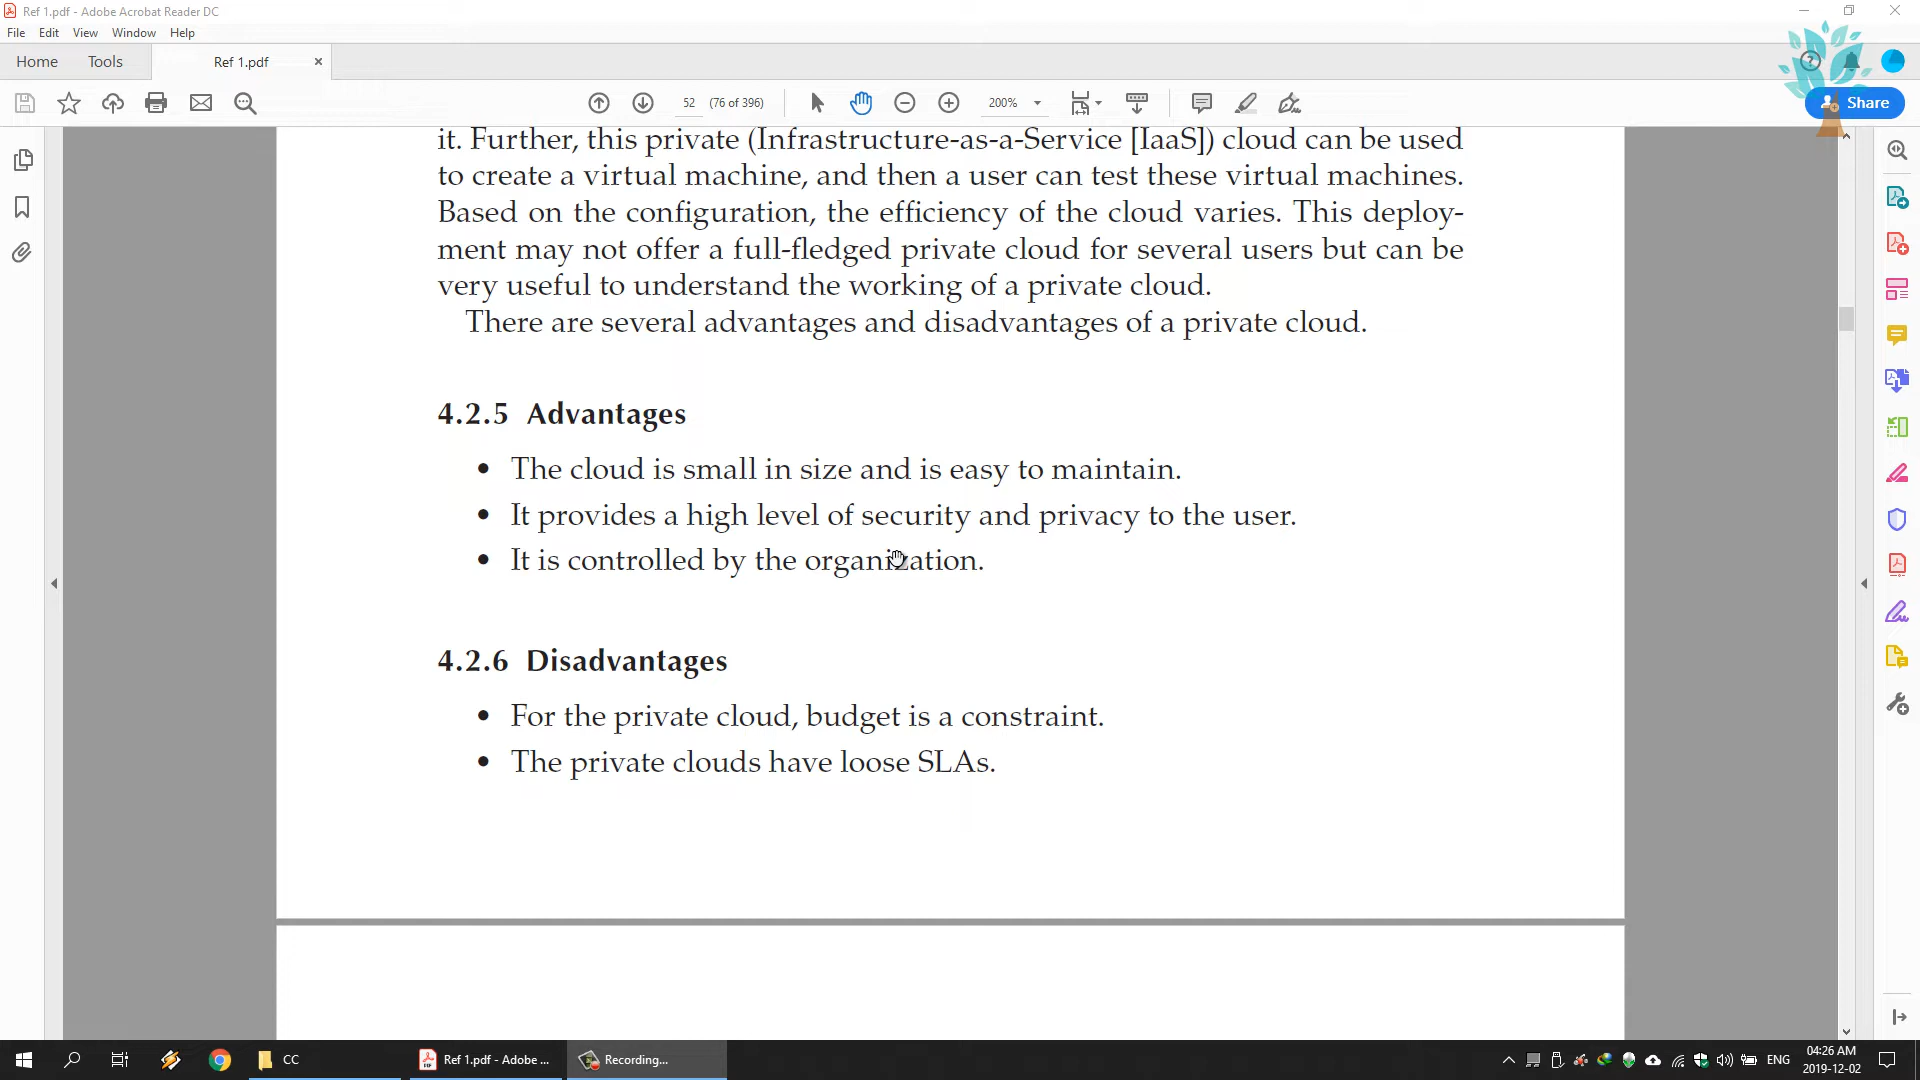 Ref 1.pdf - Adobe Acrobat Reader DC
File Edit View Window Help
Home Tools Ref 1.pdf
52 (76 of 396) 200% Share
it. Further, this private (Infrastructure-as-a-Service [IaaS]) cloud can be used
to create a virtual machine, and then a user can test these virtual machines.
Based on the configuration, the efficiency of the cloud varies. This deploy-
ment may not offer a full-fledged private cloud for several users but can be
very useful to understand the working of a private cloud.
There are several advantages and disadvantages of a private cloud.
4.2.5 Advantages
• The cloud is small in size and is easy to maintain.
• It provides a high level of security and privacy to the user.
• It is controlled by the organization.
4.2.6 Disadvantages
• For the private cloud, budget is a constraint.
• The private clouds have loose SLAs.
CC Ref 1.pdf - Adobe ... Recording... ENG 04:26 AM
2019-12-02